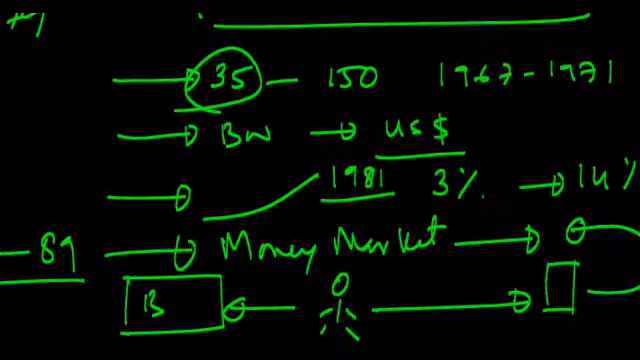 35 — 150 1967-1971
BW → US $
1981 3% → 14%
89 → Money Market →
B